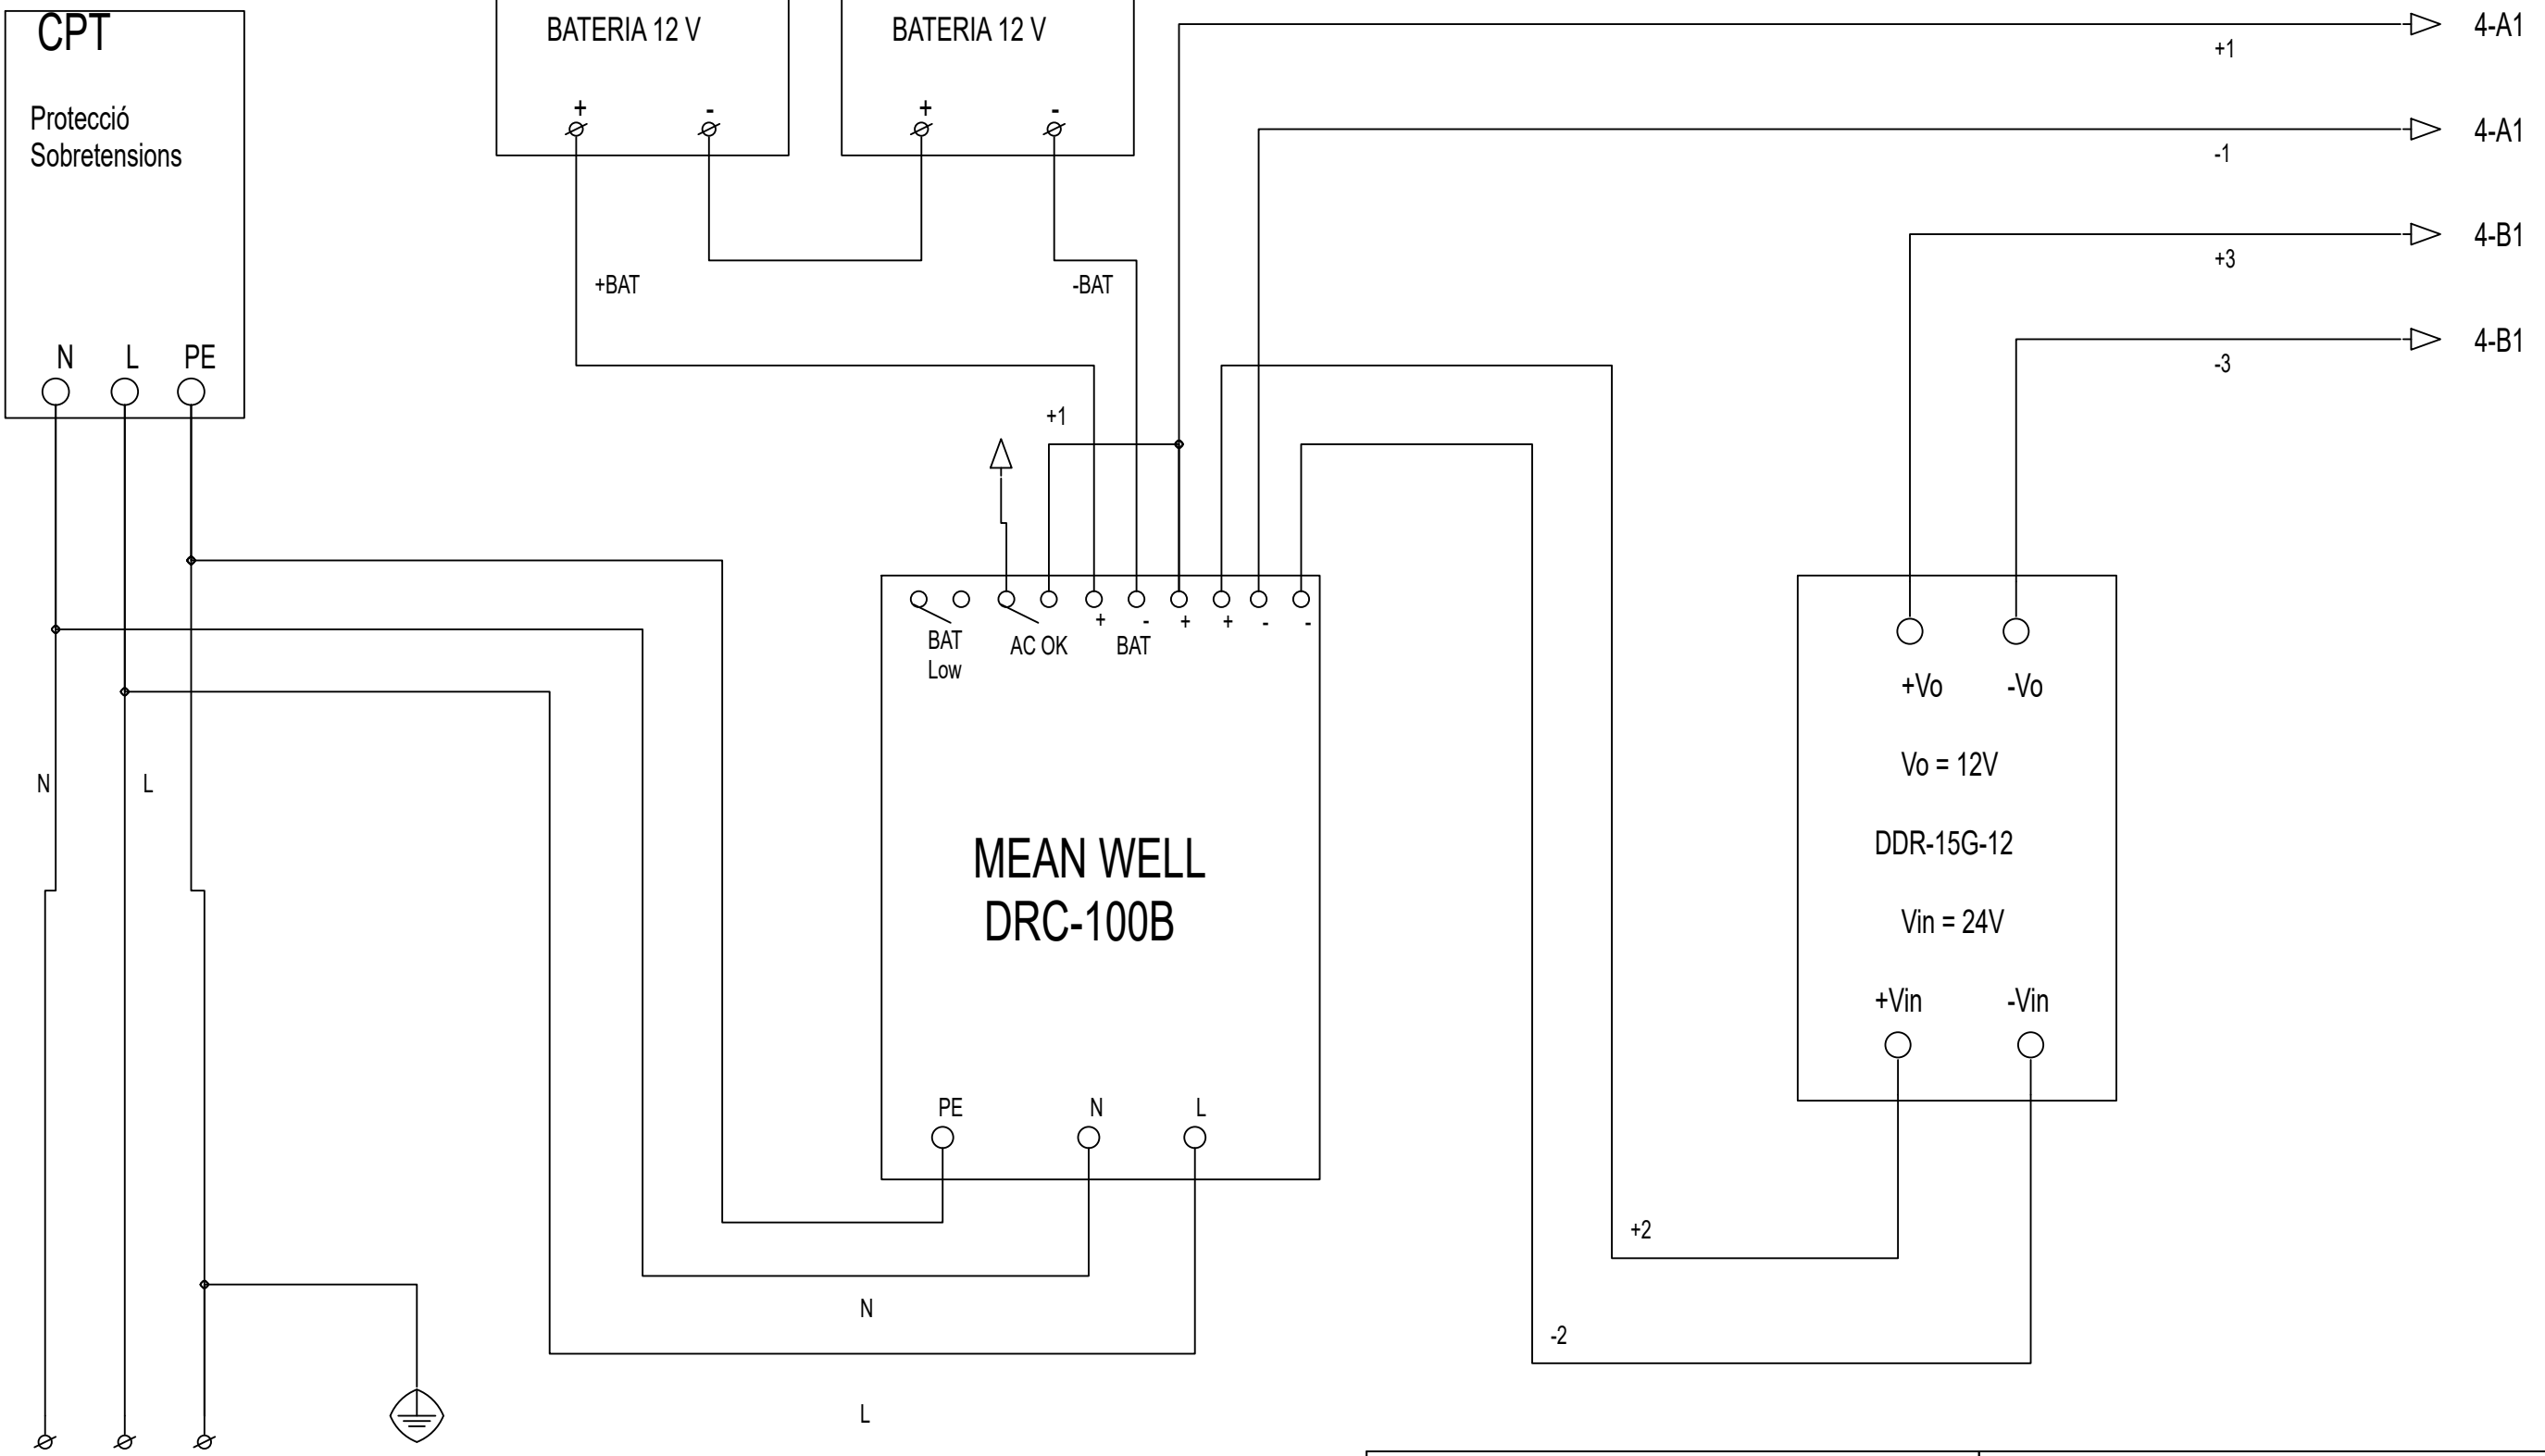 CPT
BATERIA 12 V
BATERIA 12 V
4-A1
+1
Protecció
Sobretensions
+ -
+ -
4-A1
-1
4-B1
+3
+BAT
-BAT
4-B1
-3
N L PE
+1
BAT
Low
AC OK
+ -
BAT
+ + - -
+Vo -Vo
Vo = 12V
N L
MEAN WELL
DRC-100B
DDR-15G-12
Vin = 24V
+Vin -Vin
PE N L
+2
N
-2
L